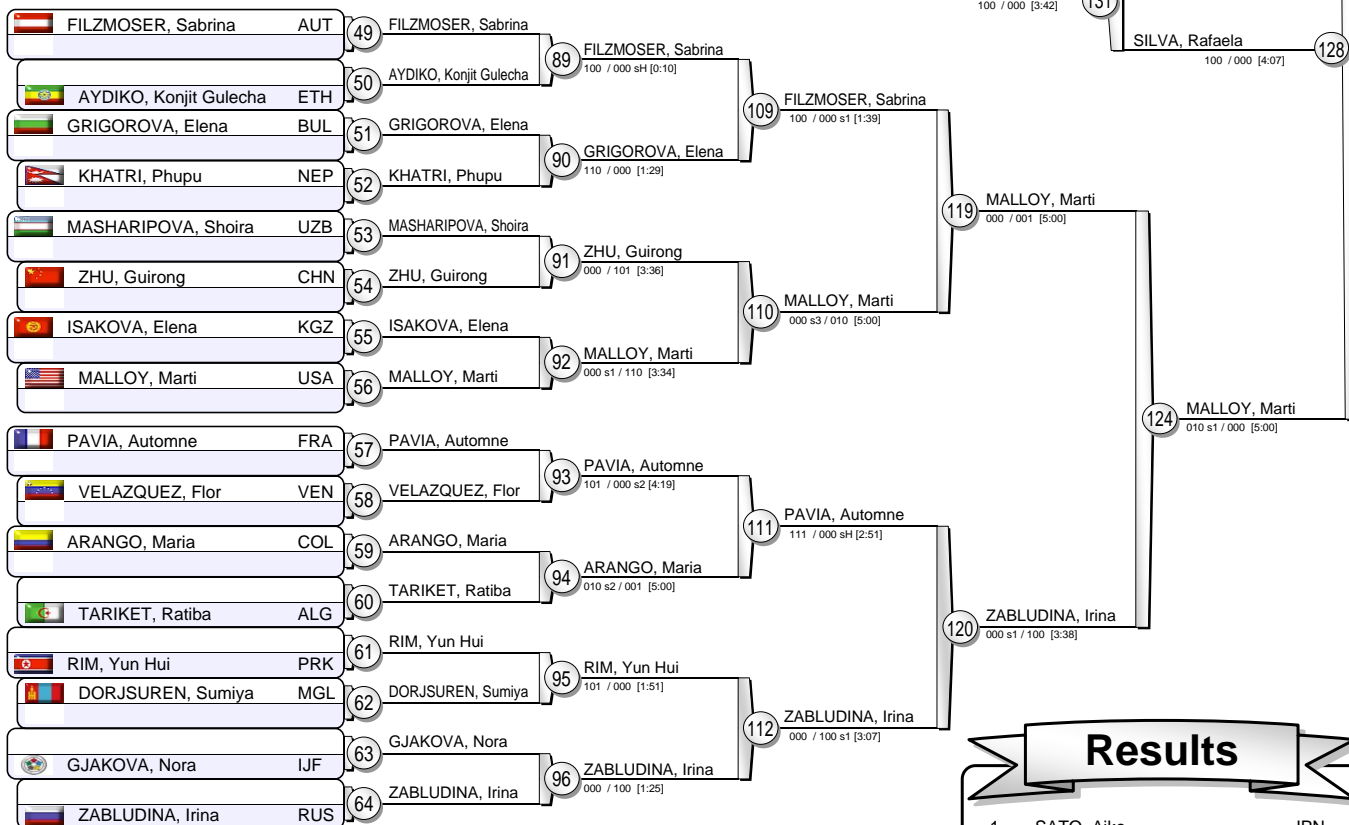 FILZMOSER, Sabrina AUT
AYDIKO, Konjit Gulecha ETH
GRIGOROVA, Elena BUL
KHATRI, Phupu NEP
MASHARIPOVA, Shoira UZB
ZHU, Guirong CHN
ISAKOVA, Elena KGZ
MALLOY, Marti USA
PAVIA, Automne FRA
VELAZQUEZ, Flor VEN
ARANGO, Maria COL
TARIKET, Ratiba ALG
RIM, Yun Hui PRK
DORJSUREN, Sumiya MGL
GJAKOVA, Nora IJF
ZABLUDINA, Irina RUS
49 FILZMOSER, Sabrina
50 AYDIKO, Konjit Gulecha
51 GRIGOROVA, Elena
52 KHATRI, Phupu
53 MASHARIPOVA, Shoira
54 ZHU, Guirong
55 ISAKOVA, Elena
56 MALLOY, Marti
57 PAVIA, Automne
58 VELAZQUEZ, Flor
59 ARANGO, Maria
60 TARIKET, Ratiba
61 RIM, Yun Hui
62 DORJSUREN, Sumiya
63 GJAKOVA, Nora
64 ZABLUDINA, Irina
89 FILZMOSER, Sabrina
100 / 000 sH [0:10]
90 GRIGOROVA, Elena
110 / 000 [1:29]
91 ZHU, Guirong
000 / 101 [3:36]
92 MALLOY, Marti
000 s1 / 110 [3:34]
93 PAVIA, Automne
101 / 000 s2 [4:19]
94 ARANGO, Maria
010 s2 / 001 [5:00]
95 RIM, Yun Hui
101 / 000 [1:51]
96 ZABLUDINA, Irina
000 / 100 [1:25]
109 FILZMOSER, Sabrina
100 / 000 s1 [1:39]
110 MALLOY, Marti
000 s3 / 010 [5:00]
111 PAVIA, Automne
111 / 000 sH [2:51]
112 ZABLUDINA, Irina
000 / 100 s1 [3:07]
119 MALLOY, Marti
000 / 001 [5:00]
120 ZABLUDINA, Irina
000 s1 / 100 [3:38]
124 MALLOY, Marti
010 s1 / 000 [5:00]
100 / 000 [3:42]
131
SILVA, Rafaela
100 / 000 [4:07]
128
Results
1 SATO, Aiko JPN